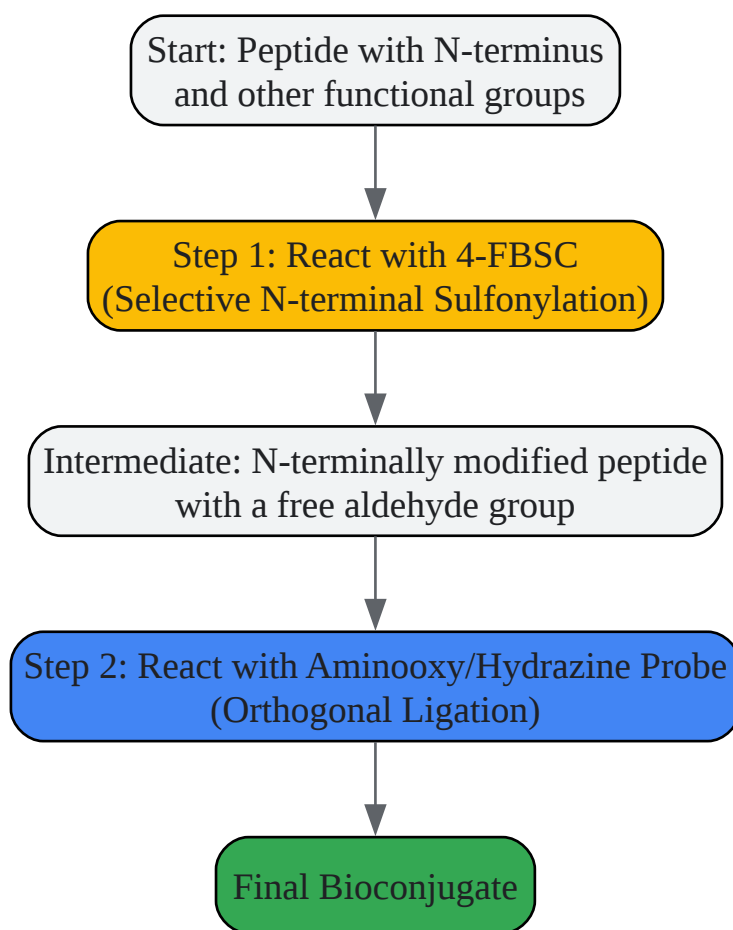 Start: Peptide with N-terminus
and other functional groups
Step 1: React with 4-FBSC
(Selective N-terminal Sulfonylation)
Intermediate: N-terminally modified peptide
with a free aldehyde group
Step 2: React with Aminooxy/Hydrazine Probe
(Orthogonal Ligation)
Final Bioconjugate